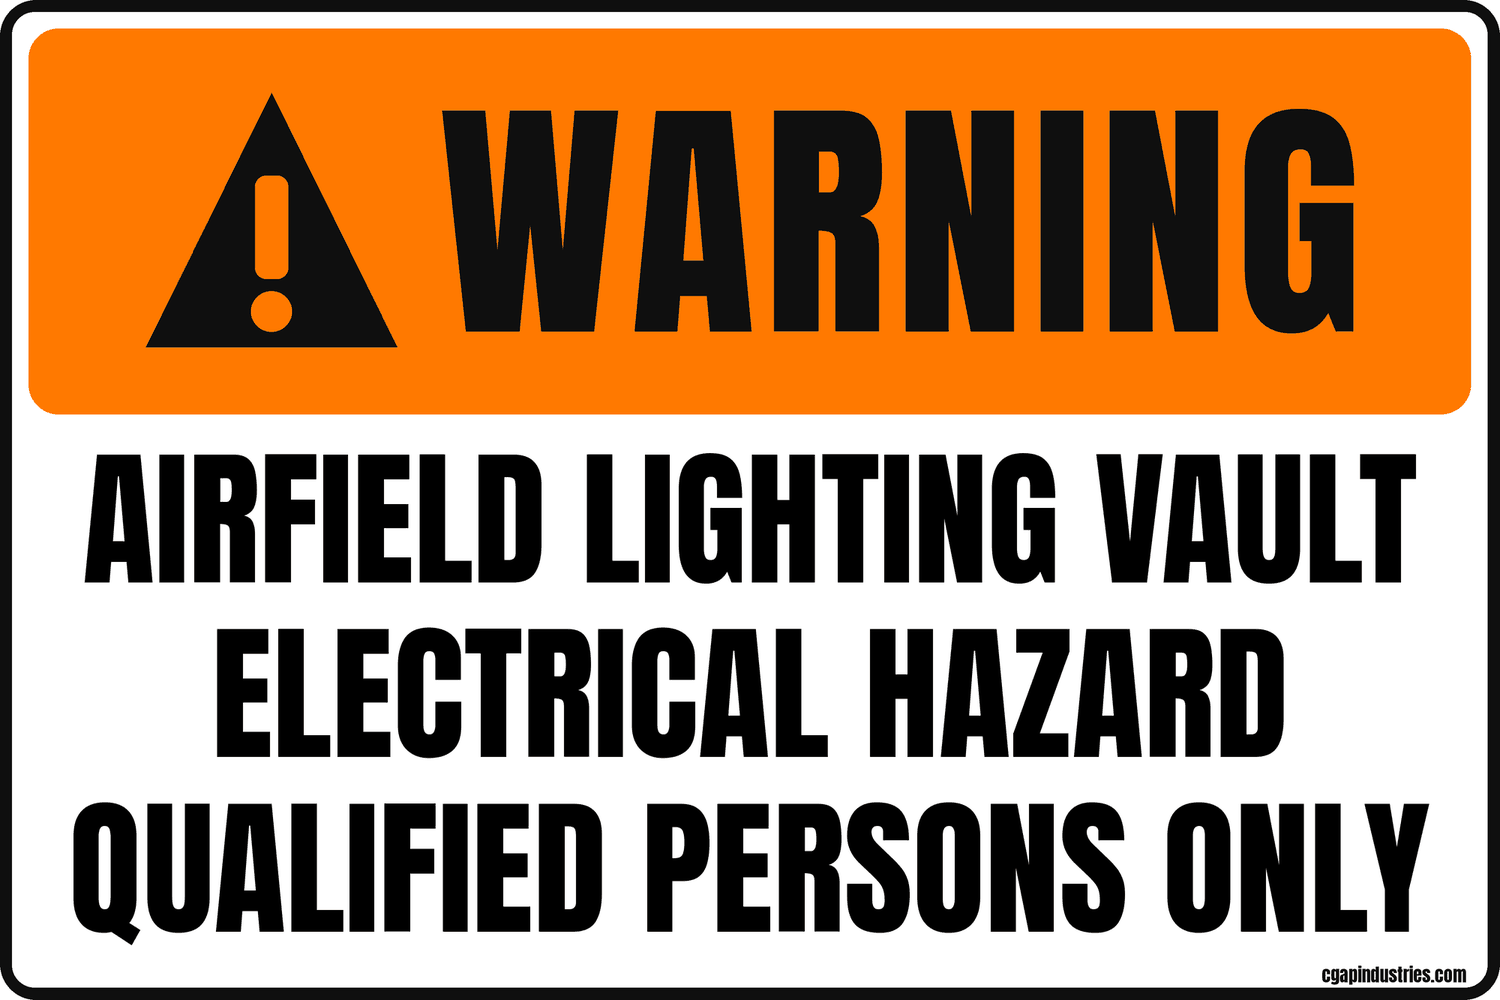 WARNING
AIRFIELD LIGHTING VAULT
ELECTRICAL HAZARD
QUALIFIED PERSONS ONLY
cgapindustries.com